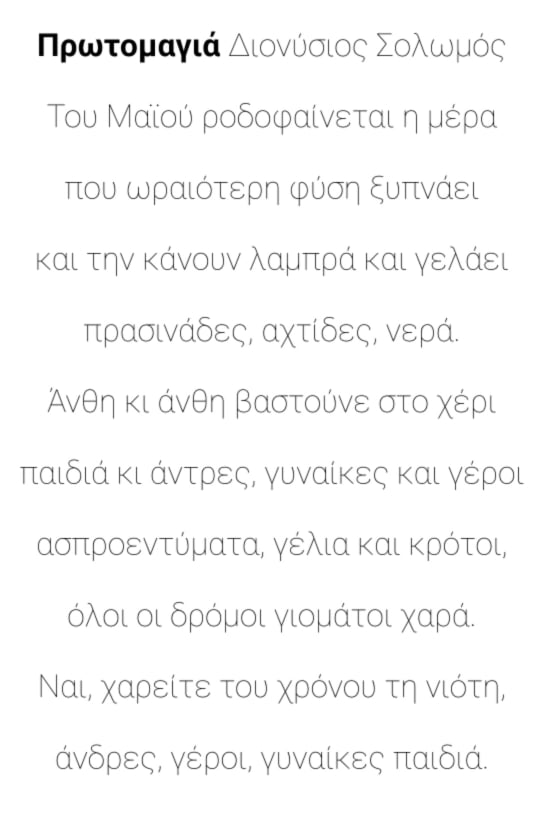 Πρωτομαγιά Διονύσιος Σολωμός
Του Μαϊού ροδοφαίνεται η μέρα
που ωραιότερη φύση ξυπνάει
και την κάνουν λαμπρά και γελάει
πρασινάδες, αχτίδες, νερά.
Άνθη κι άνθη βαστούνε στο χέρι
παιδιά κι άντρες, γυναίκες και γέροι
ασπροεντύματα, γέλια και κρότοι,
όλοι οι δρόμοι γιομάτοι χαρά.
Ναι, χαρείτε του χρόνου τη νιότη,
άνδρες, γέροι, γυναίκες παιδιά.